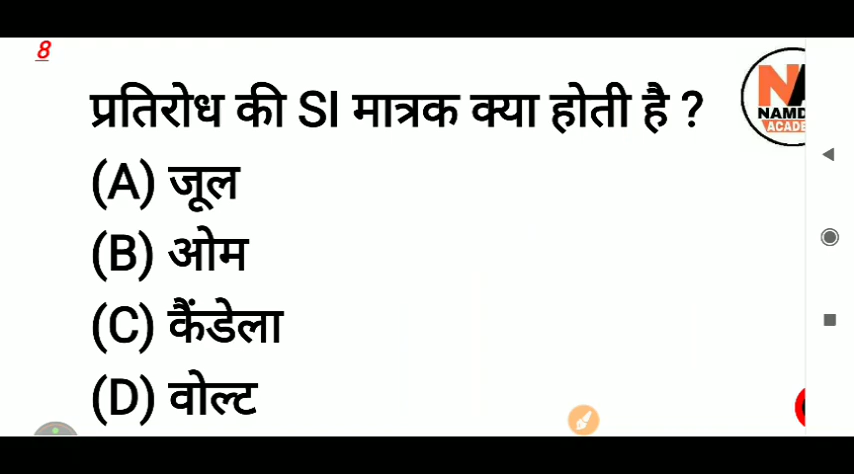 8
प्रतिरोध की SI मात्रक क्या होती है ?
(A) जूल
(B) ओम
(C) कैंडेला
(D) वोल्ट